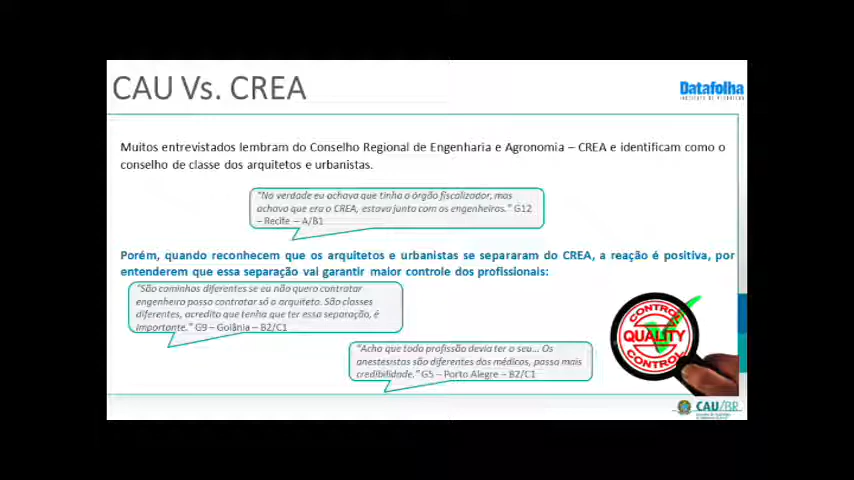 CAU Vs. CREA
Datafolha
INSTITUTO DE PESQUISAS
Muitos entrevistados lembram do Conselho Regional de Engenharia e Agronomia – CREA e identificam como o
conselho de classe dos arquitetos e urbanistas.
"Na verdade eu achava que tinha o órgão fiscalizador, mas
achava que era o CREA, estava junto com os engenheiros." G12
– Recife – A/B1
Porém, quando reconhecem que os arquitetos e urbanistas se separaram do CREA, a reação é positiva, por
entenderem que essa separação vai garantir maior controle dos profissionais:
"São caminhos diferentes se eu não quero contratar
engenheiro posso contratar só o arquiteto. São classes
diferentes, acredito que tenha que ter essa separação, é
importante." G9 – Goiânia – B2/C1
CONTROL
QUALITY
CONTROL
"Acho que toda profissão devia ter o seu... Os
anestesistas são diferentes dos médicos, passa mais
credibilidade." G5 – Porto Alegre – B2/C1
CAU/BR